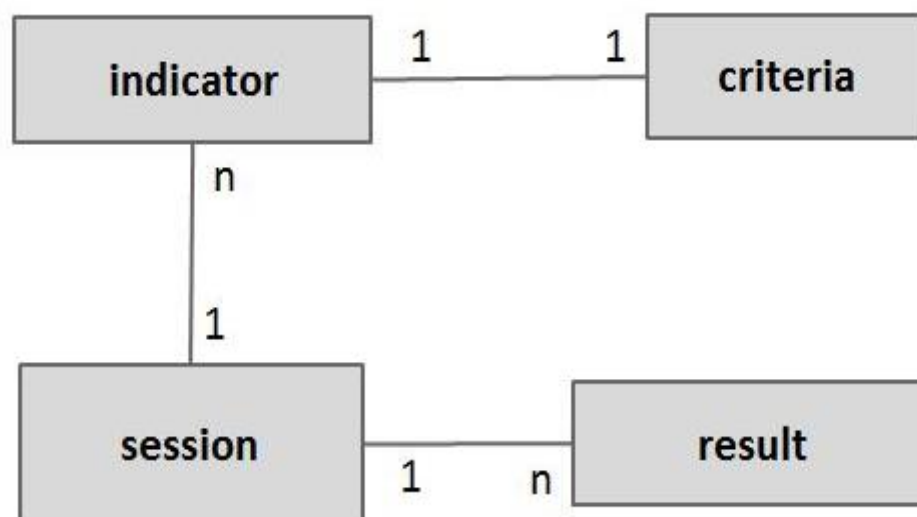 indicator
1
1
criteria
n
1
session
1
n
result